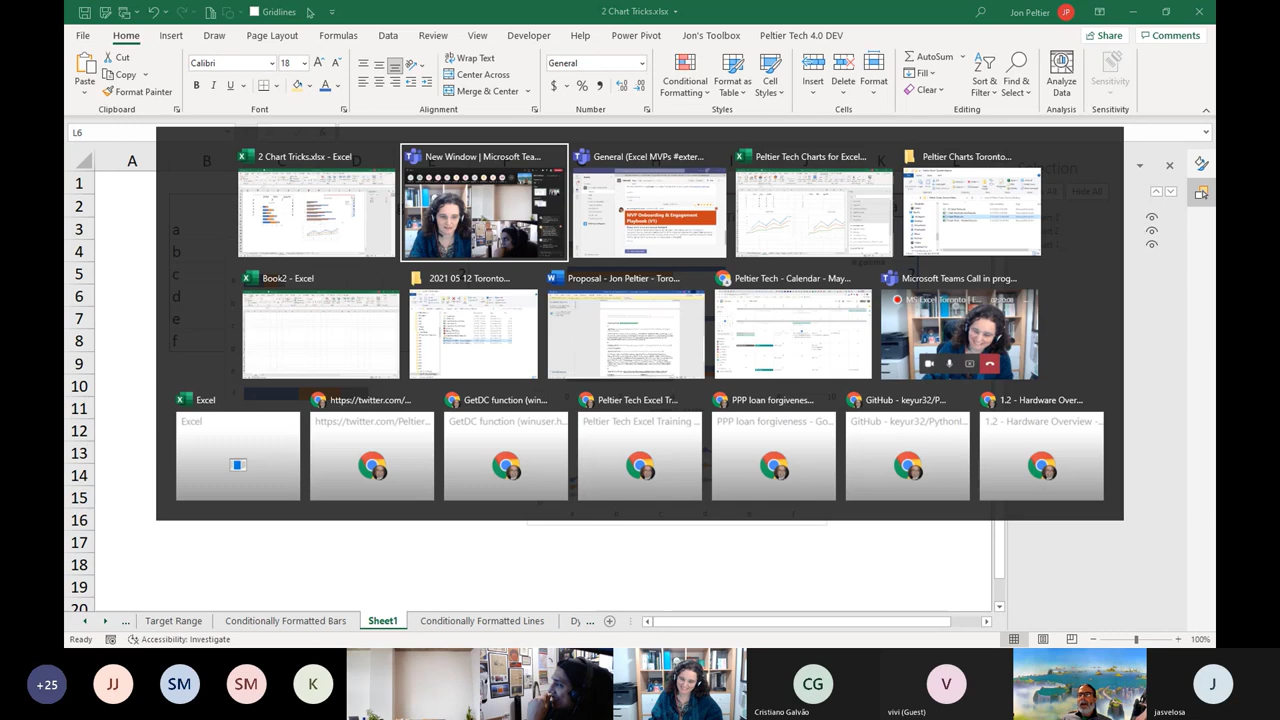 Gridlines
2 Chart Tricks.xlsx
Jon Peltier
JP
File Home Insert Draw Page Layout Formulas Data Review View Developer Help Power Pivot Jon's Toolbox Peltier Tech 4.0 DEV
Share Comments
Paste
Cut
Copy
Format Painter
Calibri 18
B I U
Wrap Text
Center Across
Merge & Center
General
$ %
Conditional Formatting
Format as Table
Cell Styles
Insert Delete Format
AutoSum
Fill
Clear
Sort & Filter
Find & Select
Analyze Data
Sensitivity
Clipboard Font Alignment Number Styles Cells Editing Analysis Sensitivity
L6
A
1
2
3
4
5
6
7
8
9
10
11
12
13
14
15
16
17
18
19
20
a
b
c
d
e
f
Hide All
2 Chart Tricks.xlsx - Excel
New Window | Microsoft Tea...
General (Excel MVPs #exter...
Peltier Tech Charts for Excel...
Peltier Charts Toronto...
MVP Onboarding & Engagement
Playbook (V1)
Book2 - Excel
2021 05 12 Toronto...
Proposal - Jon Peltier - Toro...
Peltier Tech - Calendar - May...
Microsoft Teams Call in prog...
Excel
https://twitter.com/...
GetDC function (win...
Peltier Tech Excel Tr...
PPP loan forgivenes...
GitHub - keyur32/P...
1.2 - Hardware Over...
Excel
https://twitter.com/Peltier...
GetDC function (winuser.h...
Peltier Tech Excel Training ...
PPP loan forgiveness - Go...
GitHub - keyur32/PythonI...
1.2 - Hardware Overview -...
... Target Range Conditionally Formatted Bars Sheet1 Conditionally Formatted Lines Dy ...
Ready Accessibility: Investigate 100%
+25 JJ SM SM K CG V J
Cristiano Galvão vivi (Guest) jasvelosa